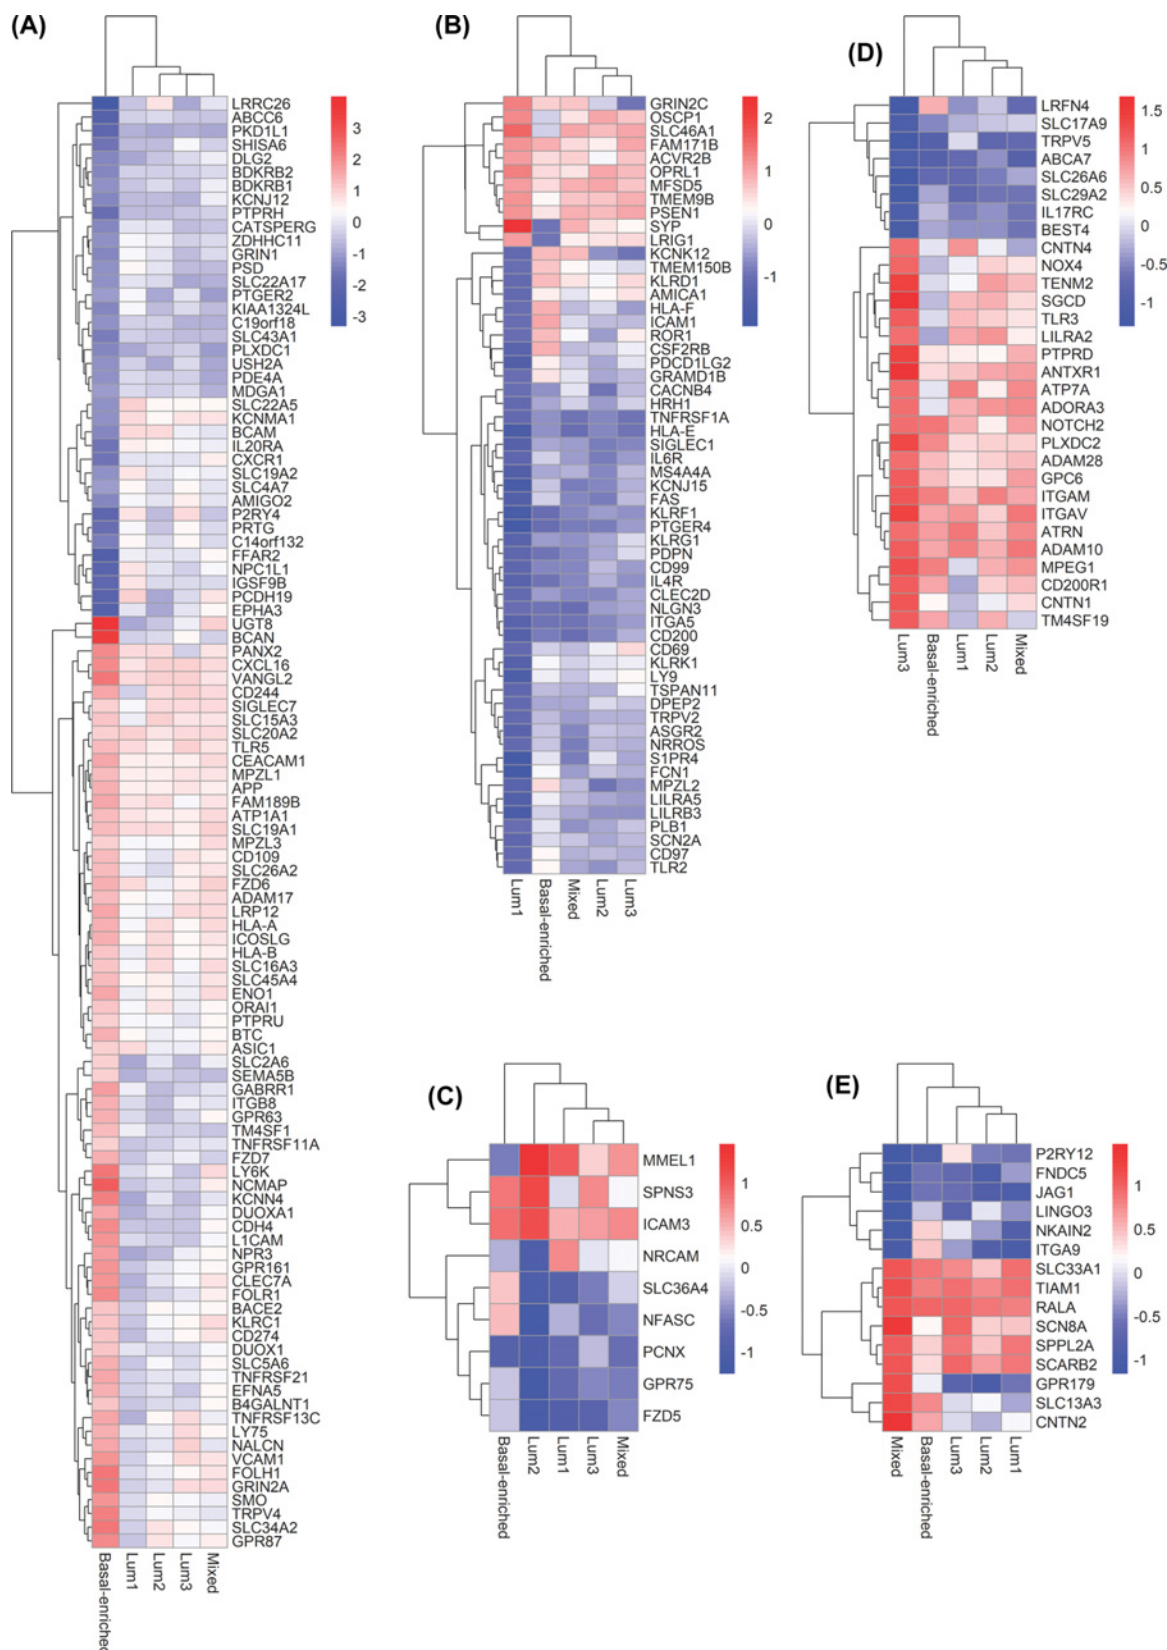 (A)
LRRC26
ABCC6
PKD1L1
SHISA6
DLG2
BDKRB2
BDKRB1
KCNJ12
PTPRH
CATSPERG
ZDHHC11
GRIN1
PSD
SLC22A17
PTGER2
KIAA1324L
C19orf18
SLC43A1
PLXDC1
USH2A
PDE4A
MDGA1
SLC22A5
KCNMA1
BCAM
IL20RA
CXCR1
SLC19A2
SLC4A7
AMIGO2
P2RY4
PRTG
C14orf132
FFAR2
NPC1L1
IGSF9B
PCDH19
EPHA3
UGT8
BCAN
PANX2
CXCL16
VANGL2
CD244
SIGLEC7
SLC15A3
SLC20A2
TLR5
CEACAM1
MPZL1
APP
FAM189B
ATP1A1
SLC19A1
MPZL3
CD109
SLC26A2
FZD6
ADAM17
LRP12
HLA-A
ICOSLG
HLA-B
SLC16A3
SLC45A4
ENO1
ORAI1
PTPRU
BTC
ASIC1
SLC2A6
SEMA5B
GABRR1
ITGB8
GPR63
TM4SF1
TNFRSF11A
FZD7
LY6K
NCMAP
KCNN4
DUOXA1
CDH4
L1CAM
NPR3
GPR161
CLEC7A
FOLR1
BACE2
KLRC1
CD274
DUOX1
SLC5A6
TNFRSF21
EFNA5
B4GALNT1
TNFRSF13C
LY75
NALCN
VCAM1
FOLH1
GRIN2A
SMO
TRPV4
SLC34A2
GPR87
Basal-enriched
Lum1
Lum2
Lum3
Mixed
3
2
1
0
-1
-2
-3
(B)
GRIN2C
OSCP1
SLC46A1
FAM171B
ACVR2B
OPRL1
MFSD5
TMEM9B
PSEN1
SYP
LRIG1
KCNK12
TMEM150B
KLRD1
AMICA1
HLA-F
ICAM1
ROR1
CSF2RB
PDCD1LG2
GRAMD1B
CACNB4
HRH1
TNFRSF1A
HLA-E
SIGLEC1
IL6R
MS4A4A
KCNJ15
FAS
KLRF1
PTGER4
KLRG1
PDPN
CD99
IL4R
CLEC2D
NLGN3
ITGA5
CD200
CD69
KLRK1
LY9
TSPAN11
DPEP2
TRPV2
ASGR2
NRROS
S1PR4
FCN1
MPZL2
LILRA5
LILRB3
PLB1
SCN2A
CD97
TLR2
Lum1
Basal-enriched
Mixed
Lum2
Lum3
2
1
0
-1
(D)
LRFN4
SLC17A9
TRPV5
ABCA7
SLC26A6
SLC29A2
IL17RC
BEST4
CNTN4
NOX4
TENM2
SGCD
TLR3
LILRA2
PTPRD
ANTXR1
ATP7A
ADORA3
NOTCH2
PLXDC2
ADAM28
GPC6
ITGAM
ITGAV
ATRN
ADAM10
MPEG1
CD200R1
CNTN1
TM4SF19
Lum3
Basal-enriched
Lum1
Lum2
Mixed
1.5
1
0.5
0
-0.5
-1
(C)
MMEL1
SPNS3
ICAM3
NRCAM
SLC36A4
NFASC
PCNX
GPR75
FZD5
Basal-enriched
Lum2
Lum1
Lum3
Mixed
1
0.5
0
-0.5
-1
(E)
P2RY12
FNDC5
JAG1
LINGO3
NKAIN2
ITGA9
SLC33A1
TIAM1
RALA
SCN8A
SPPL2A
SCARB2
GPR179
SLC13A3
CNTN2
Mixed
Basal-enriched
Lum3
Lum2
Lum1
1
0.5
0
-0.5
-1